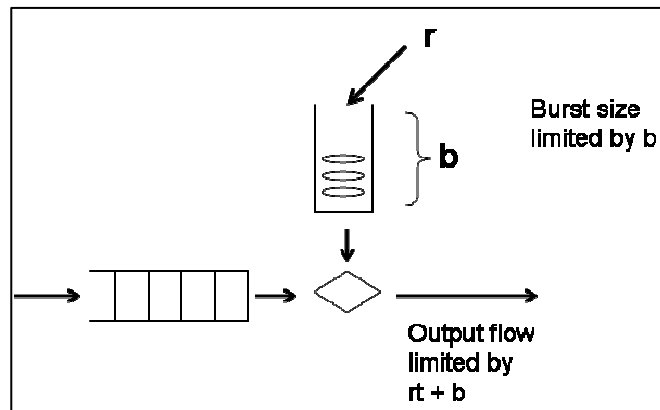 r
Burst size
limited by b
b
Output flow
limited by
rt + b